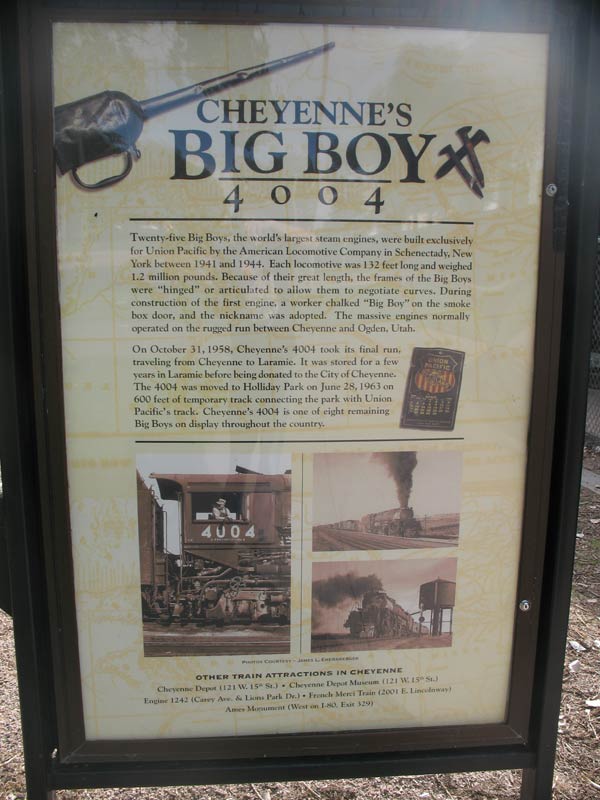 CHEYENNE'S
BIG BOY
4004
Twenty-five Big Boys, the world's largest steam engines, were built exclusively
for Union Pacific by the American Locomotive Company in Schenectady, New
York between 1941 and 1944. Each locomotive was 132 feet long and weighed
1.2 million pounds. Because of their great length, the frames of the Big Boys
were "hinged" or articulated to allow them to negotiate curves. During
construction of the first engine, a worker chalked "Big Boy" on the smoke
box door, and the nickname was adopted. The massive engines normally
operated on the rugged run between Cheyenne and Ogden, Utah.
On October 31, 1958, Cheyenne's 4004 took its final run,
traveling from Cheyenne to Laramie. It was stored for a few
years in Laramie before being donated to the City of Cheyenne.
The 4004 was moved to Holliday Park on June 28, 1963 on
600 feet of temporary track connecting the park with Union
Pacific's track. Cheyenne's 4004 is one of eight remaining
Big Boys on display throughout the country.
UNION
PACIFIC
4004
PHOTOS COURTESY - JAMES L. EHERNBERGER
OTHER TRAIN ATTRACTIONS IN CHEYENNE
Cheyenne Depot (121 W. 15th St.) • Cheyenne Depot Museum (121 W. 15th St.)
Engine 1242 (Carey Ave. & Lions Park Dr.) • French Merci Train (2001 E. Lincolnway)
Ames Monument (West on I-80, Exit 329)